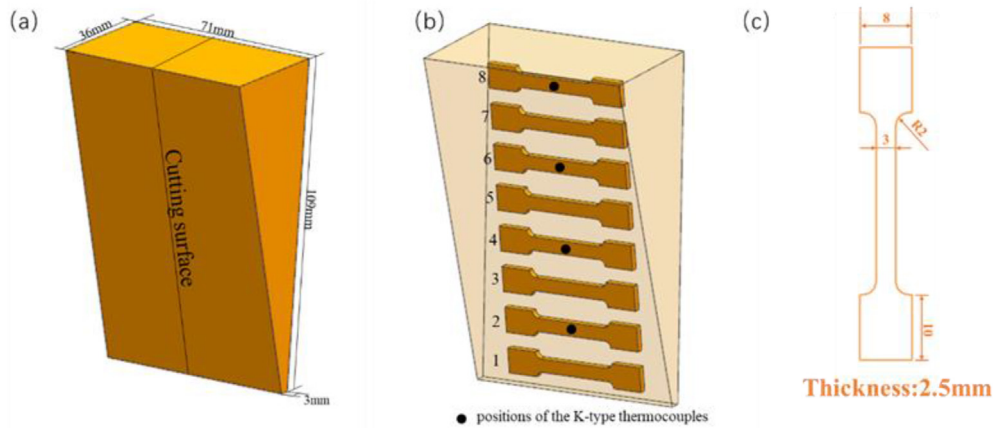 (a)
36mm
71mm
Cutting surface
109mm
3mm
(b)
8
7
6
5
4
3
2
1
● positions of the K-type thermocouples
(c)
8
R2
3
10
Thickness:2.5mm